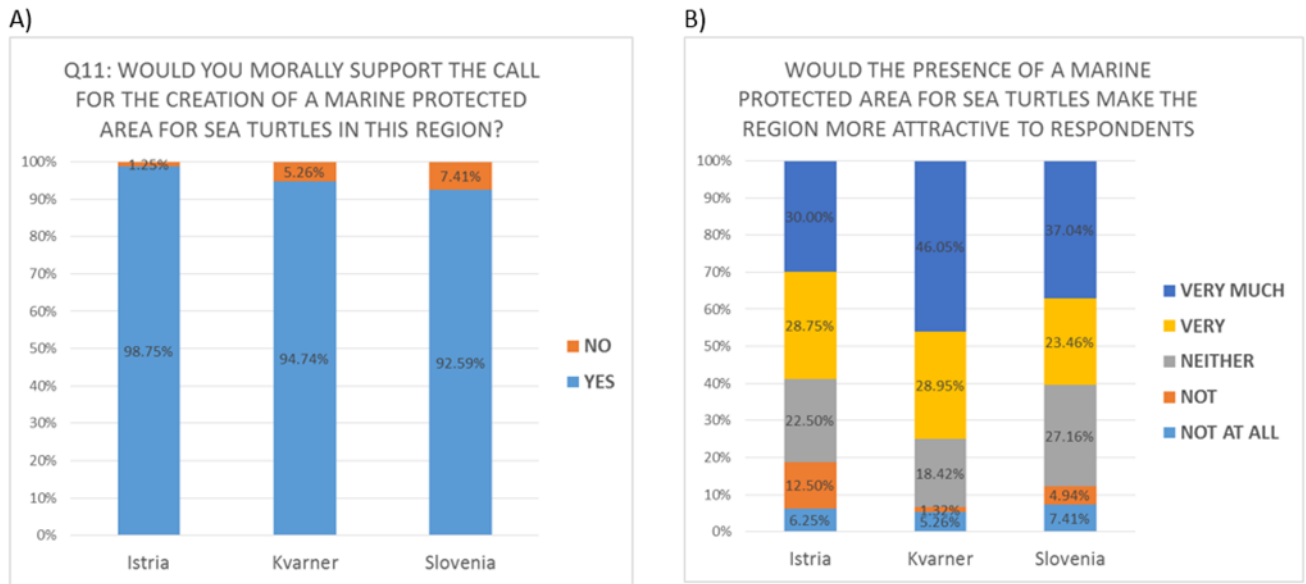 A)
Q11: WOULD YOU MORALLY SUPPORT THE CALL
FOR THE CREATION OF A MARINE PROTECTED
AREA FOR SEA TURTLES IN THIS REGION?
100%
90%
80%
70%
60%
50%
40%
30%
20%
10%
0%
1.25%
5.26%
7.41%
98.75%
94.74%
92.59%
Istria
Kvarner
Slovenia
NO
YES
B)
WOULD THE PRESENCE OF A MARINE
PROTECTED AREA FOR SEA TURTLES MAKE THE
REGION MORE ATTRACTIVE TO RESPONDENTS
100%
90%
80%
70%
60%
50%
40%
30%
20%
10%
0%
30.00%
46.05%
37.04%
28.75%
28.95%
23.46%
22.50%
18.42%
27.16%
12.50%
1.32%
4.94%
6.25%
5.26%
7.41%
Istria
Kvarner
Slovenia
VERY MUCH
VERY
NEITHER
NOT
NOT AT ALL